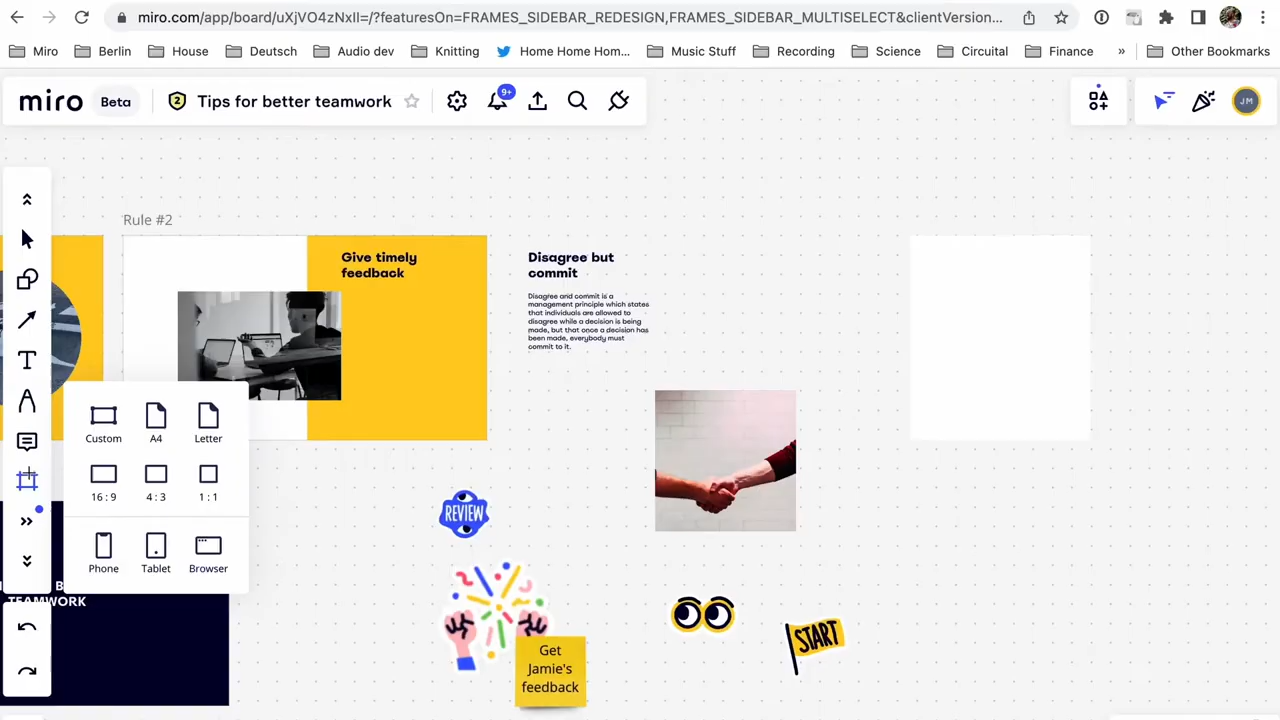 miro.com/app/board/uXjVO4zNxlI=/?featuresOn=FRAMES_SIDEBAR_REDESIGN,FRAMES_SIDEBAR_MULTISELECT&clientVersion...
Miro
Berlin
House
Deutsch
Audio dev
Knitting
Home Home Hom...
Music Stuff
Recording
Science
Circuital
Finance
»
Other Bookmarks
miro
Beta
2
Tips for better teamwork
9+
JM
Rule #2
Give timely
feedback
Disagree but
commit
Disagree and commit is a
management principle which states
that individuals are allowed to
disagree while a decision is being
made, but that once a decision has
been made, everybody must
commit to it.
Custom
A4
Letter
16 : 9
4 : 3
1 : 1
Phone
Tablet
Browser
TEAMWORK
REVIEW
START
Get
Jamie's
feedback